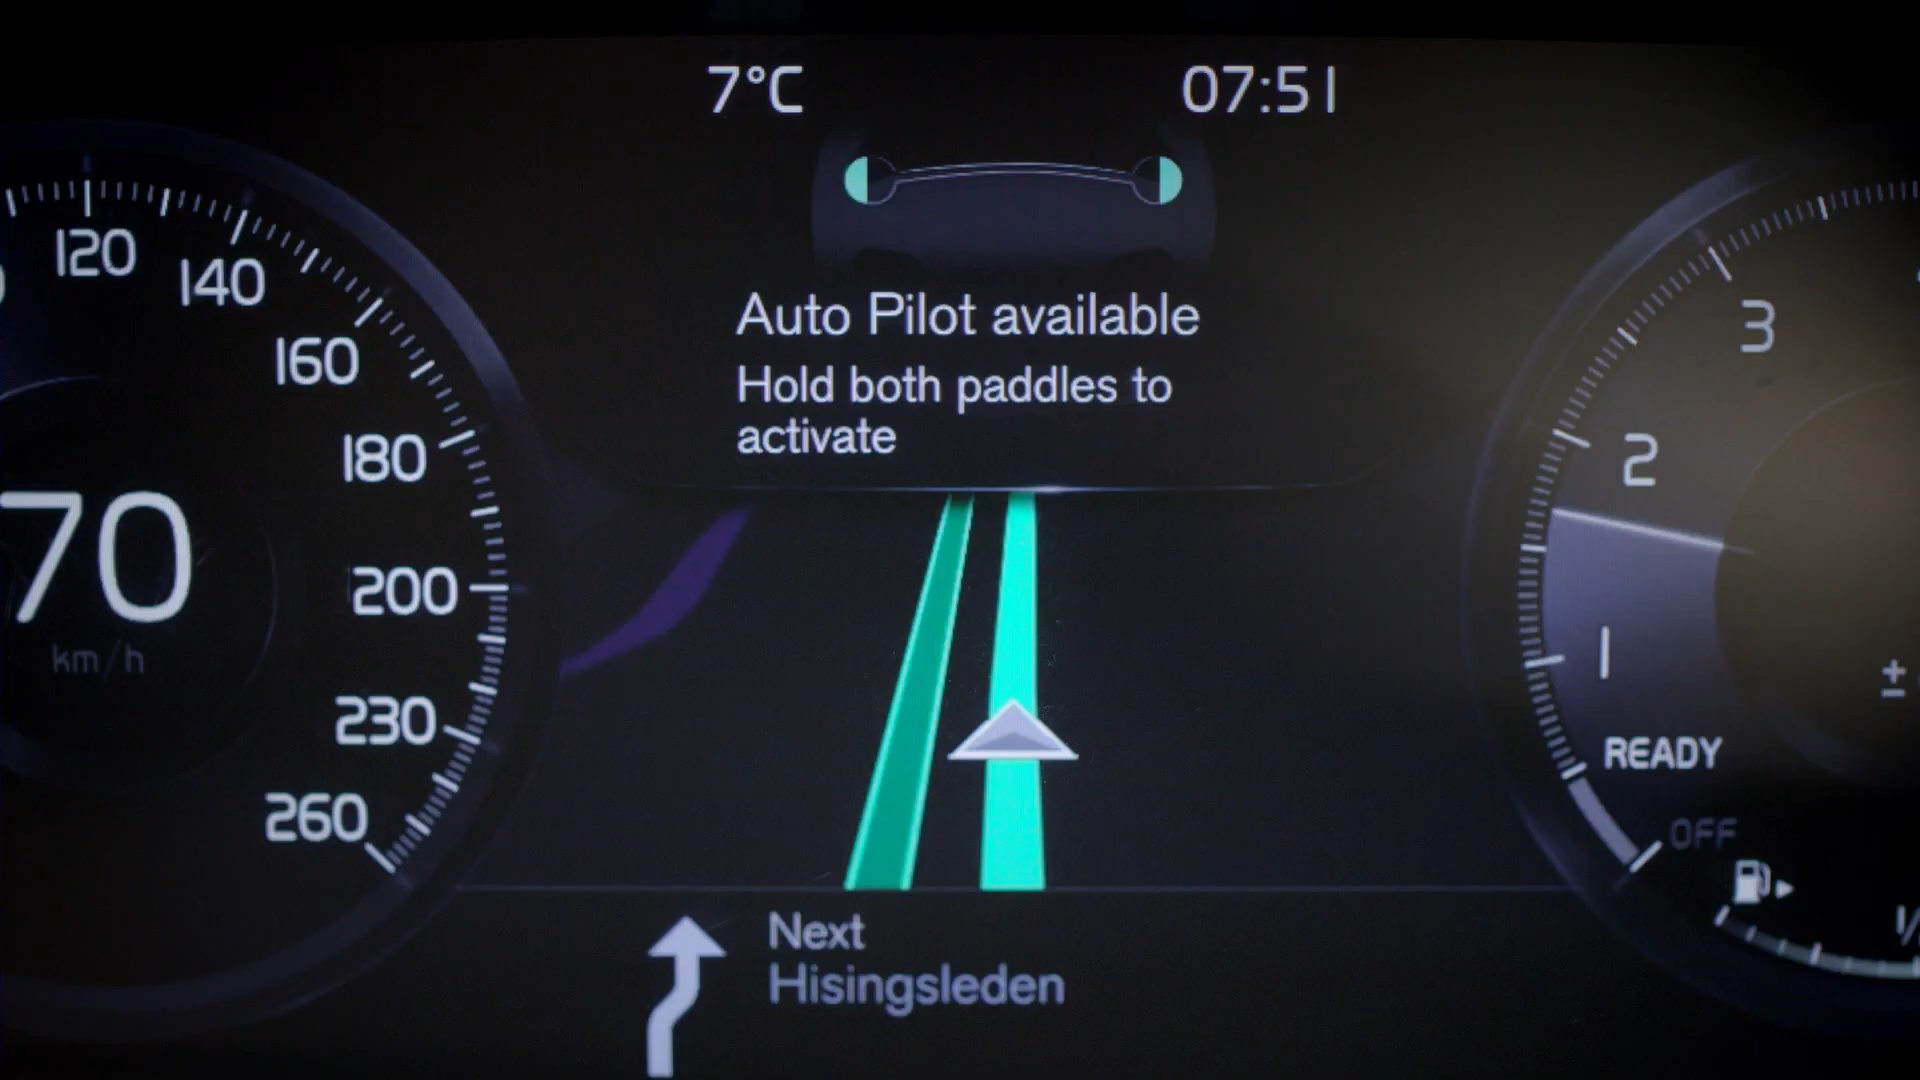 7°C
07:51
120
140
160
180
200
230
260
70
km/h
Auto Pilot available
Hold both paddles to
activate
3
2
1
READY
OFF
Next
Hisingsleden